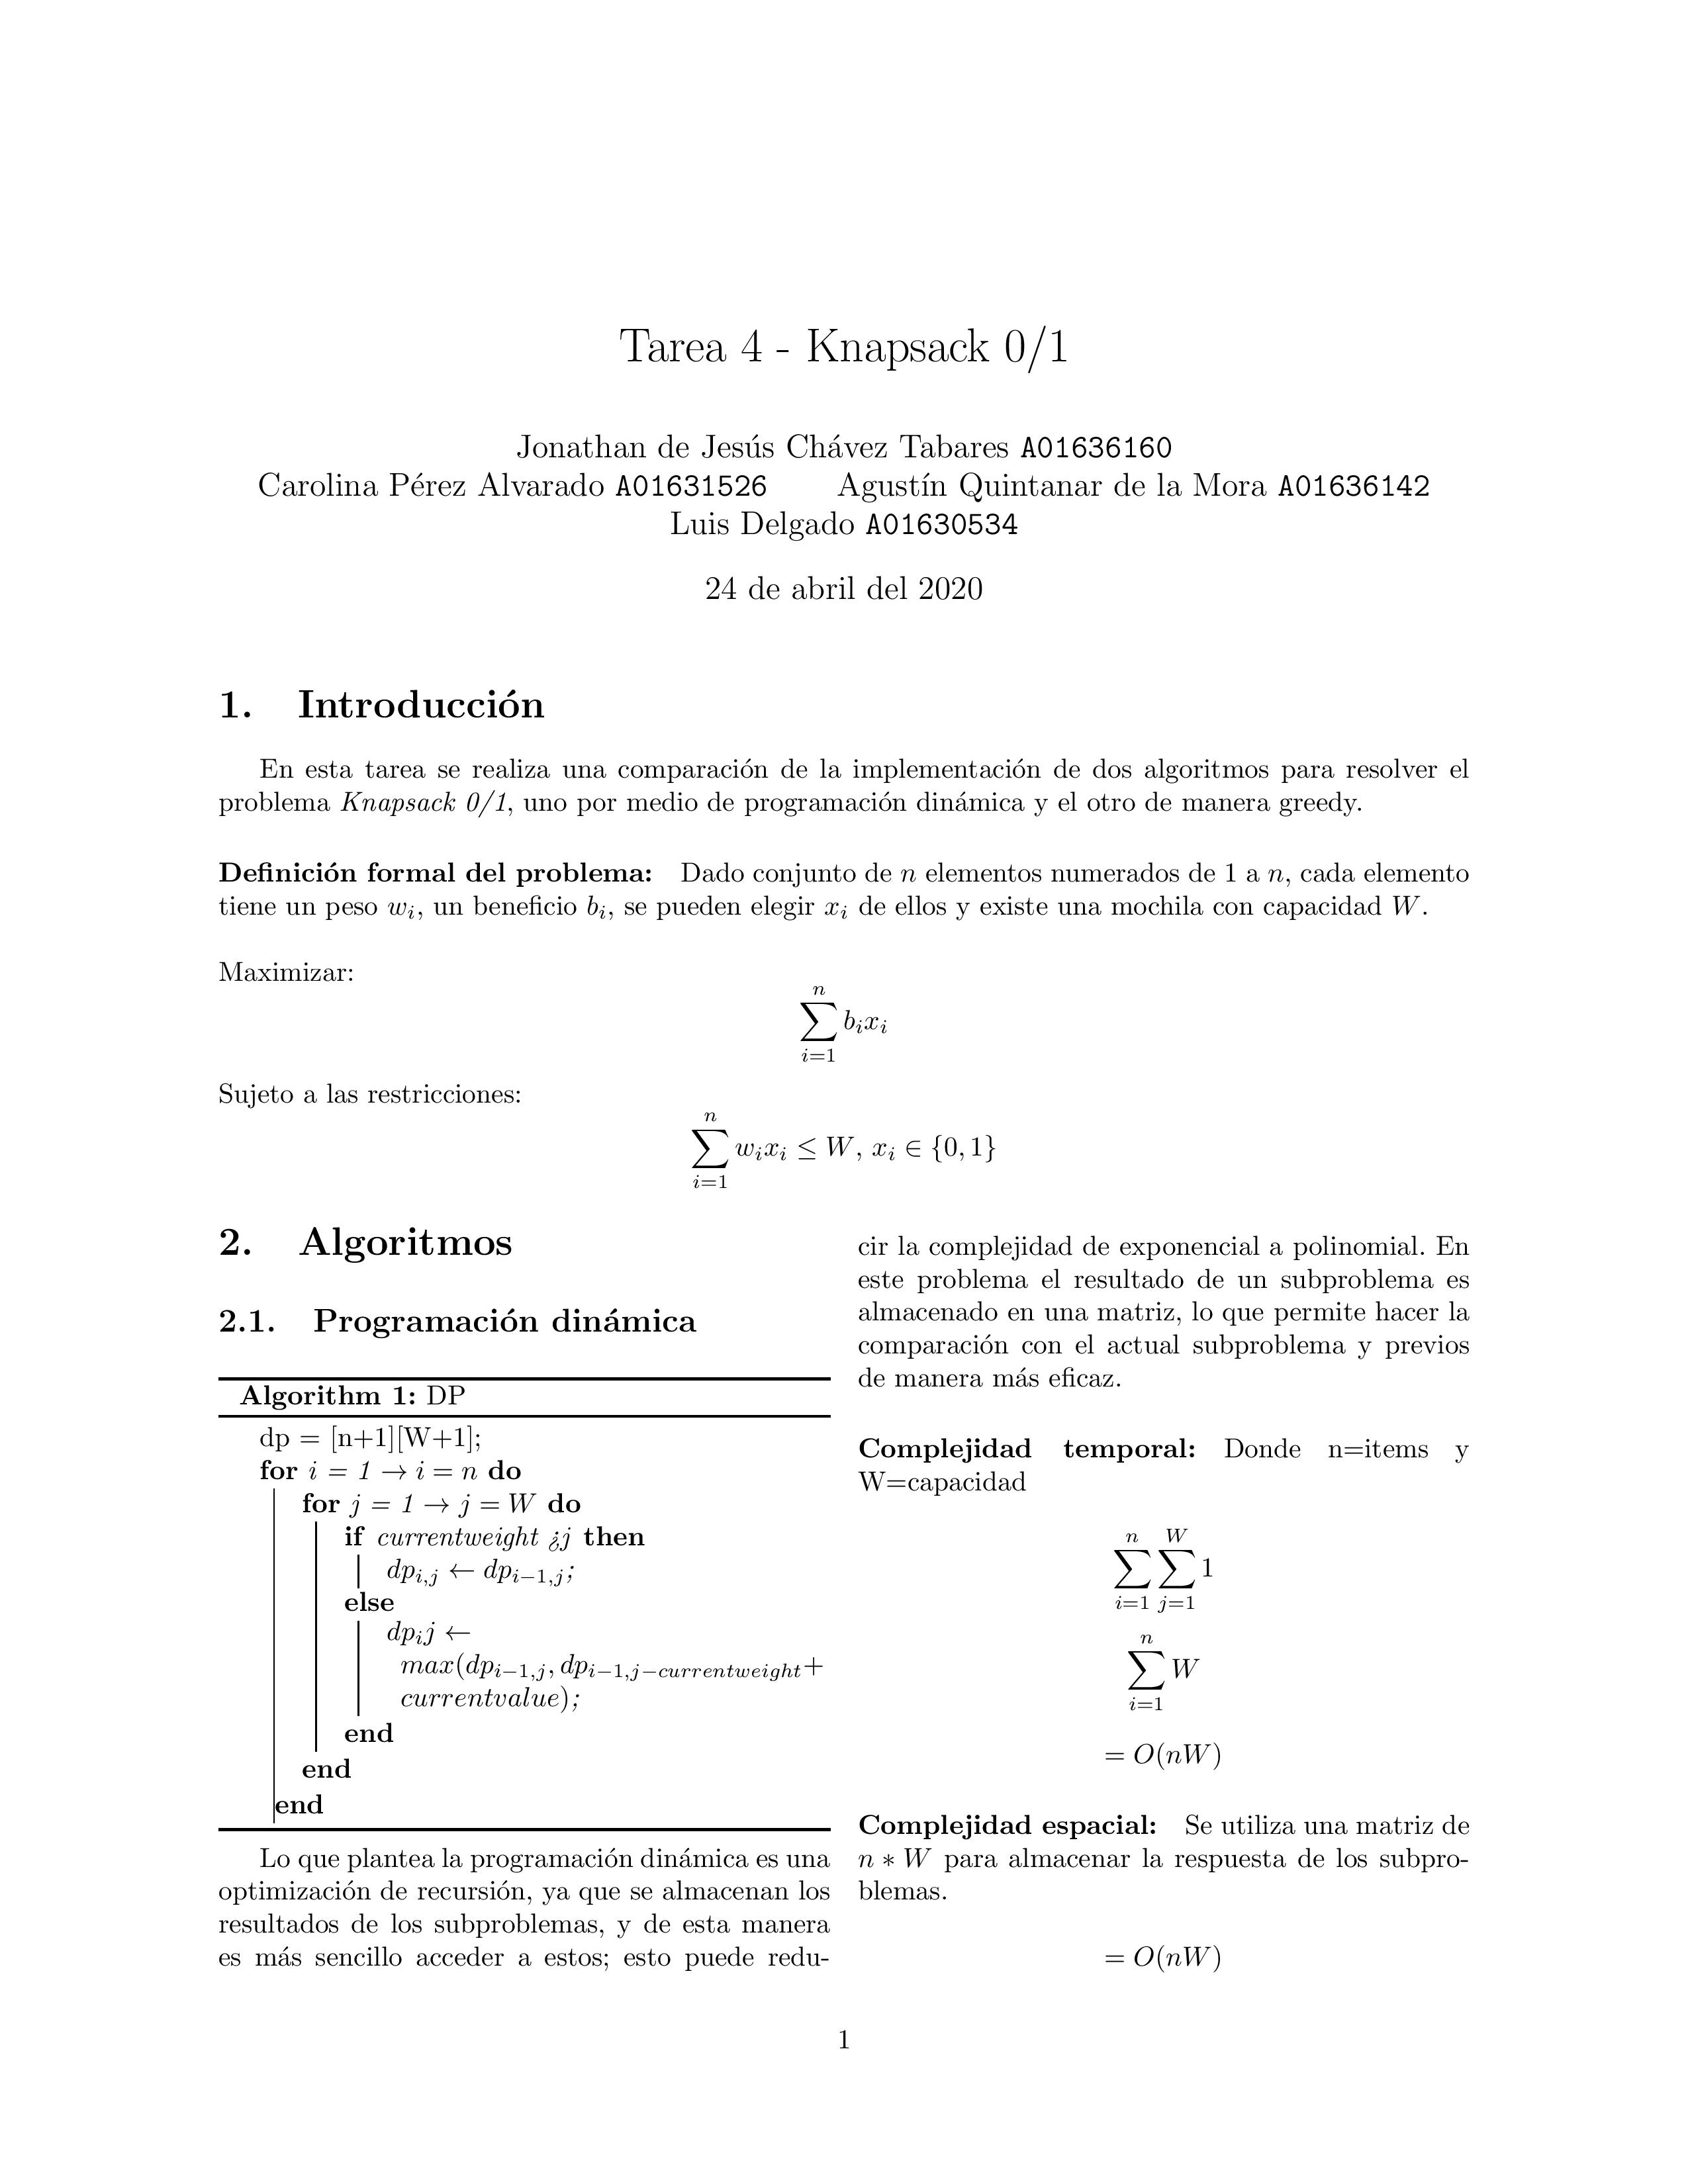 Tarea 4 - Knapsack 0/1
Jonathan de Jesús Chávez Tabares A01636160
Carolina Pérez Alvarado A01631526 Agustín Quintanar de la Mora A01636142
Luis Delgado A01630534
24 de abril del 2020
1. Introducción
En esta tarea se realiza una comparación de la implementación de dos algoritmos para resolver el
problema Knapsack 0/1, uno por medio de programación dinámica y el otro de manera greedy.
Definición formal del problema: Dado conjunto de n elementos numerados de 1 a n, cada elemento
tiene un peso w_i, un beneficio b_i, se pueden elegir x_i de ellos y existe una mochila con capacidad W.
Maximizar:
\sum_{i=1}^{n} b_i x_i
Sujeto a las restricciones:
\sum_{i=1}^{n} w_i x_i ≤ W, x_i ∈ {0, 1}
2. Algoritmos
2.1. Programación dinámica
Algorithm 1: DP
dp = [n+1][W+1];
for i = 1 → i = n do
for j = 1 → j = W do
if currentweight ¿j then
dp_{i,j} ← dp_{i−1,j};
else
dp_i j ←
max(dp_{i−1,j}, dp_{i−1,j−currentweight}+
currentvalue);
end
end
end
Lo que plantea la programación dinámica es una
optimización de recursión, ya que se almacenan los
resultados de los subproblemas, y de esta manera
es más sencillo acceder a estos; esto puede redu-
cir la complejidad de exponencial a polinomial. En
este problema el resultado de un subproblema es
almacenado en una matriz, lo que permite hacer la
comparación con el actual subproblema y previos
de manera más eficaz.
Complejidad temporal: Donde n=items y
W=capacidad
\sum_{i=1}^{n} \sum_{j=1}^{W} 1
\sum_{i=1}^{n} W
= O(nW)
Complejidad espacial: Se utiliza una matriz de
n ∗ W para almacenar la respuesta de los subpro-
blemas.
= O(nW)
1